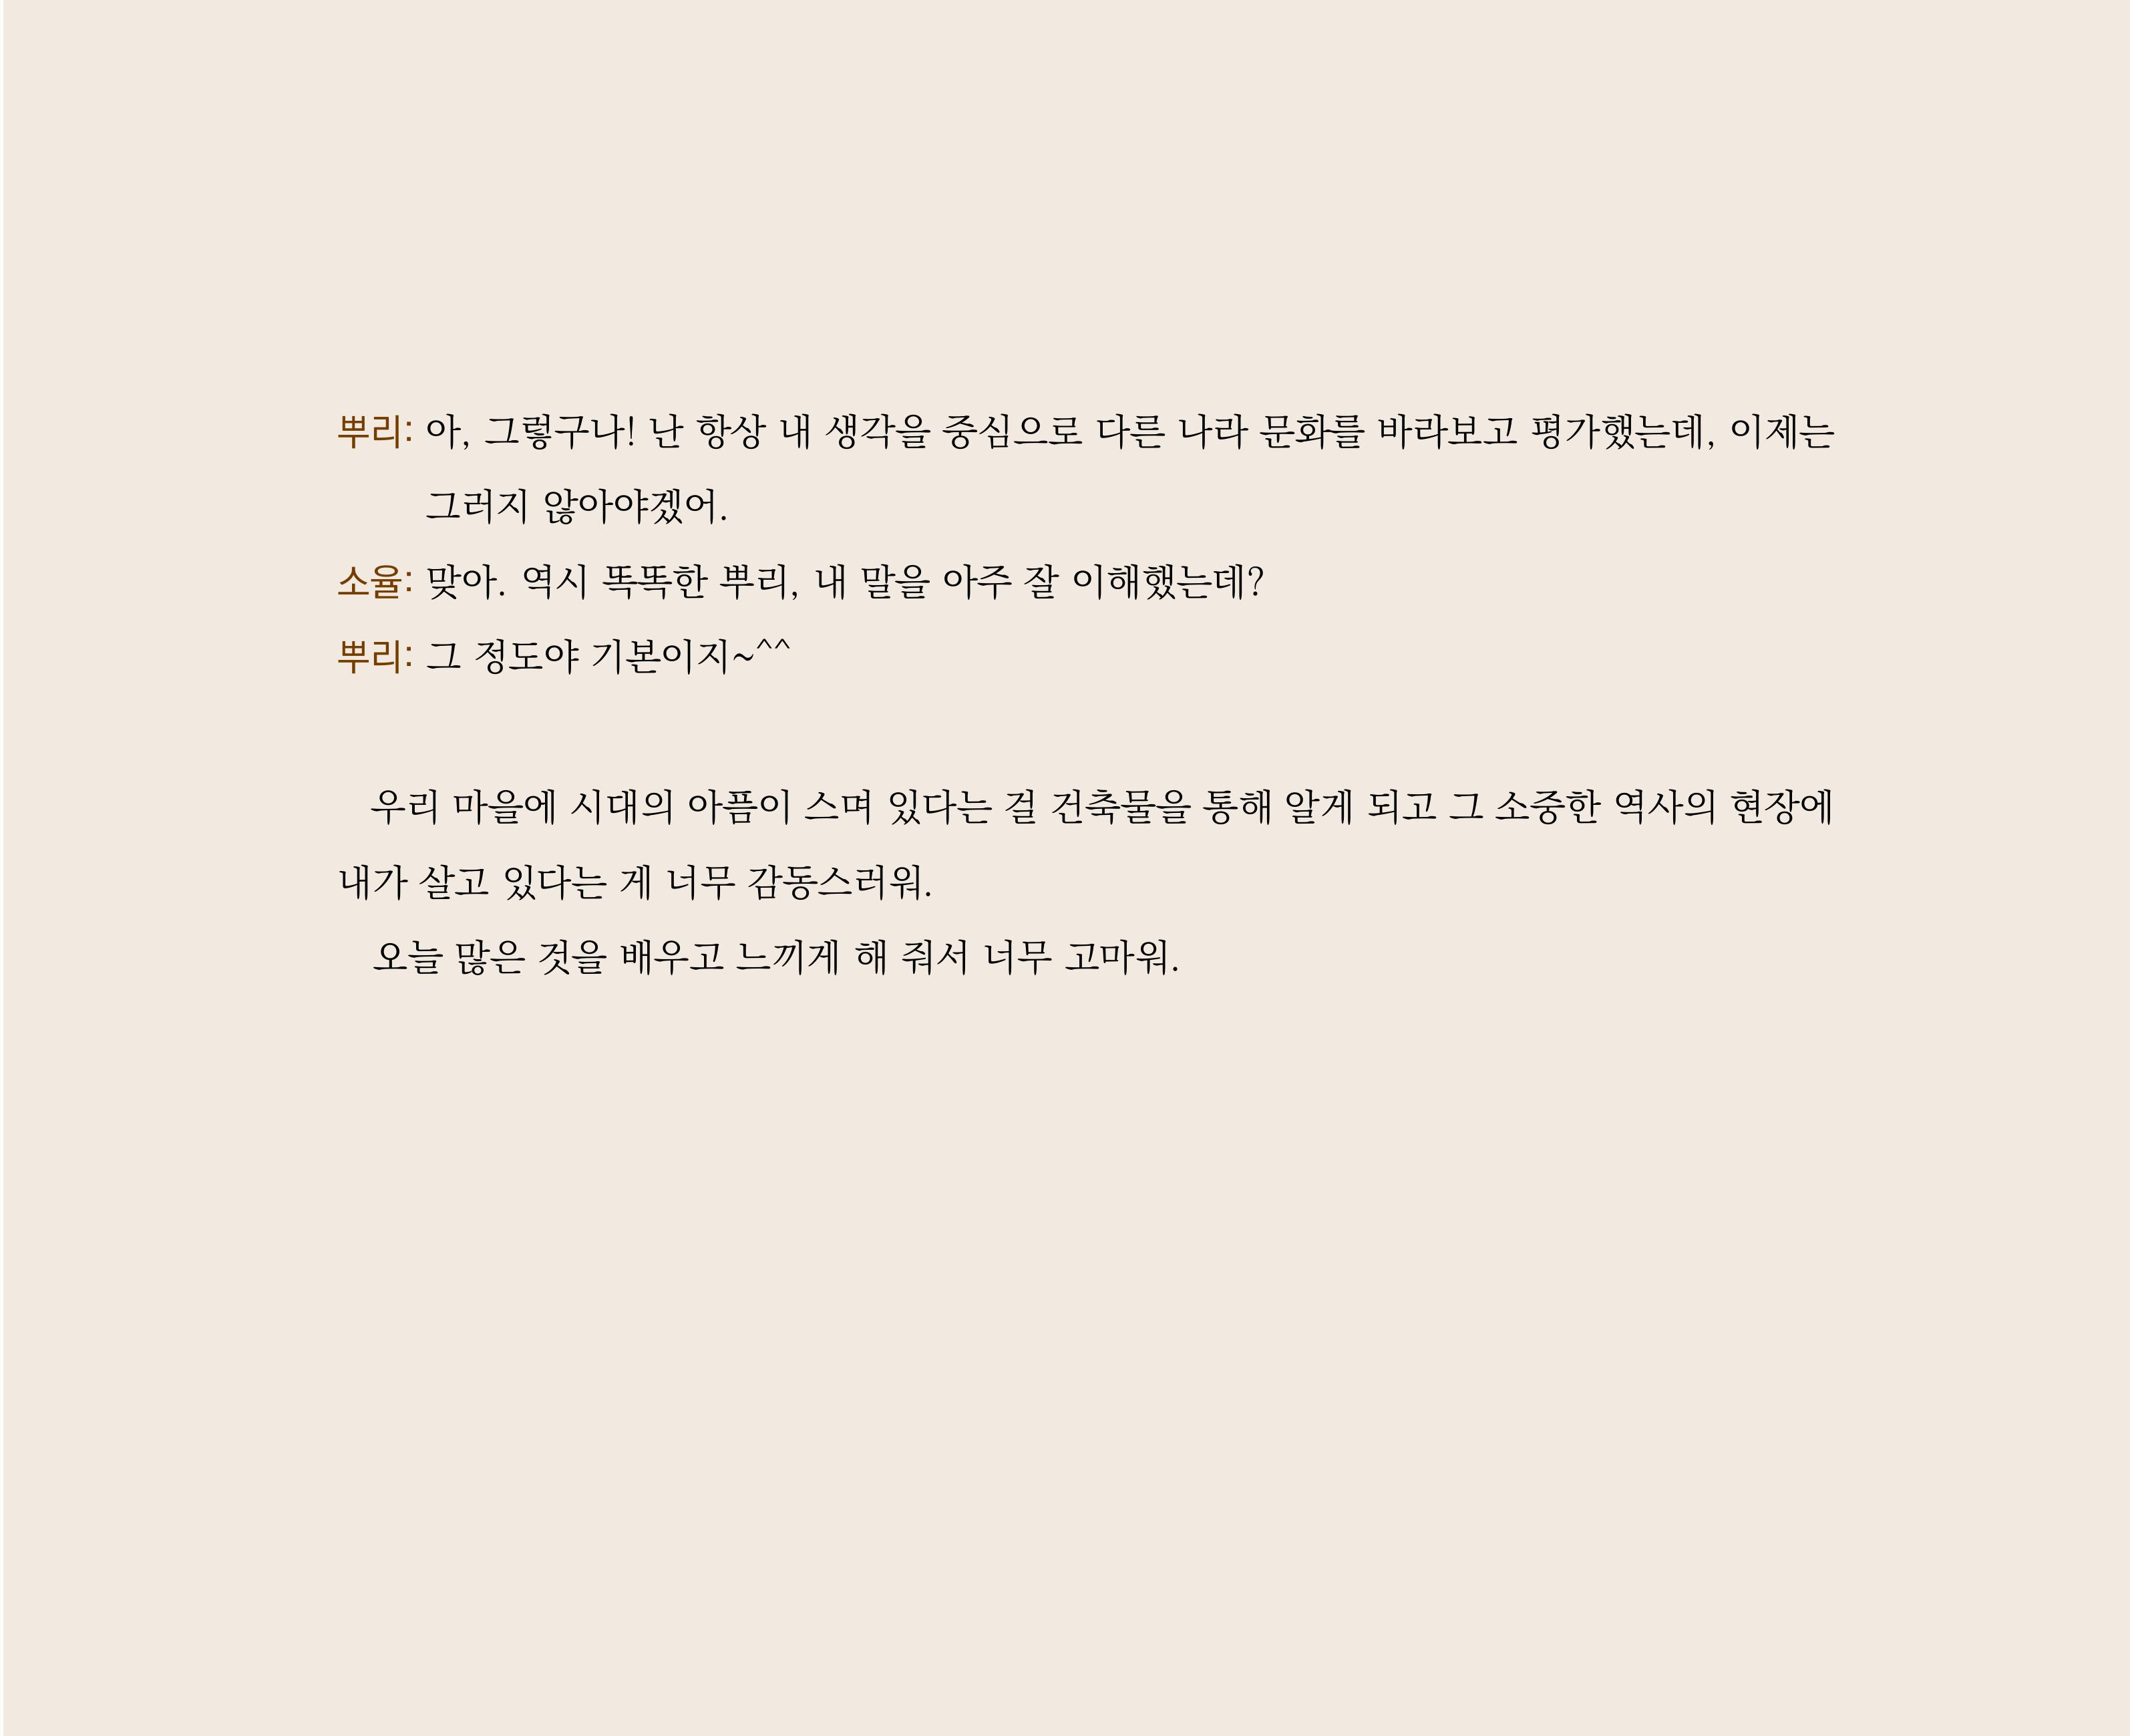 뿌리: 아, 그렇구나! 난 항상 내 생각을 중심으로 다른 나라 문화를 바라보고 평가했는데, 이제는
그러지 않아야겠어.
소율: 맞아. 역시 똑똑한 뿌리, 내 말을 아주 잘 이해했는데?
뿌리: 그 정도야 기본이지~^^
우리 마을에 시대의 아픔이 스며 있다는 걸 건축물을 통해 알게 되고 그 소중한 역사의 현장에
내가 살고 있다는 게 너무 감동스러워.
오늘 많은 것을 배우고 느끼게 해 줘서 너무 고마워.